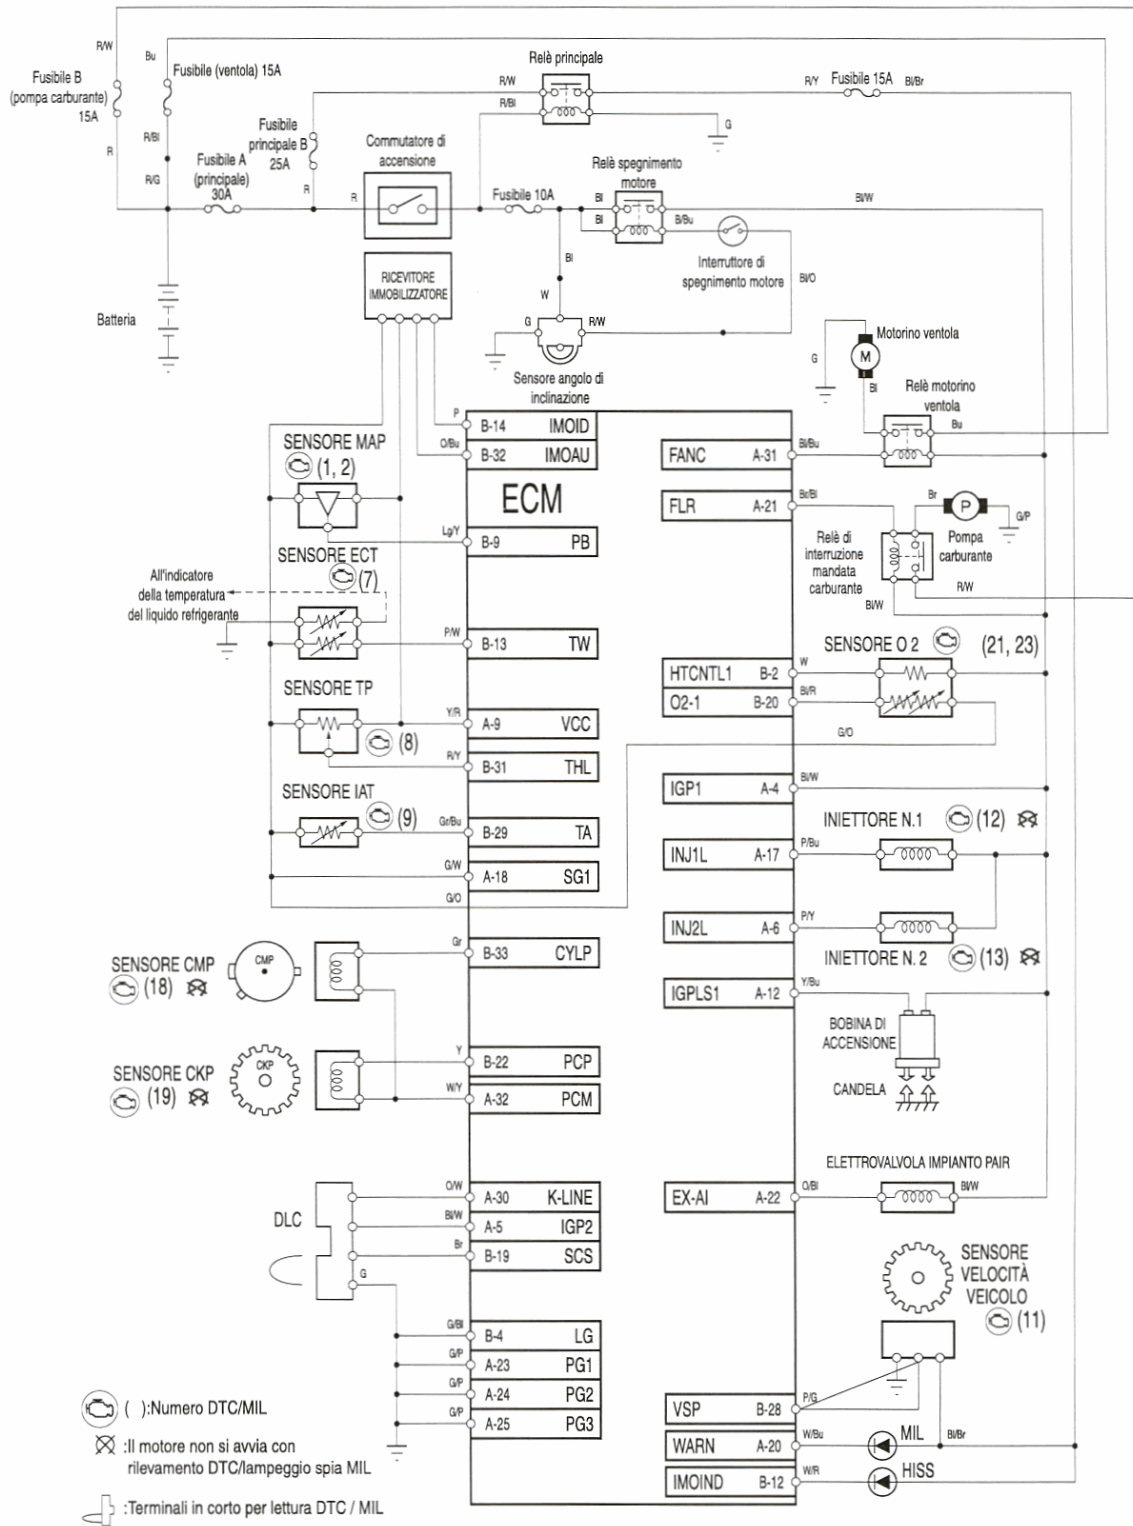 R/W
Bu
Fusibile B
(pompa carburante)
15A
Fusibile (ventola) 15A
R
R/Bl
R/G
Fusibile
principale B
25A
R
Fusibile A
(principale)
30A
Batteria
Commutatore di
accensione
R
RICEVITORE
IMMOBILIZZATORE
Relè principale
R/W
R/Bl
G
R/Y
Fusibile 15A
Bl/Br
Fusibile 10A
Relè spegnimento
motore
Bl
Bl
B/Bu
Bl/W
Interruttore di
spegnimento motore
Bl/O
Bl
W
G
R/W
Sensore angolo di
inclinazione
Motorino ventola
G
M
Bl
Relè motorino
ventola
Bu
ECM
P
B-14 IMOID
O/Bu
B-32 IMOAU
SENSORE MAP
(1, 2)
Lg/Y
B-9 PB
SENSORE ECT
(7)
All'indicatore
della temperatura
del liquido refrigerante
P/W
B-13 TW
SENSORE TP
(8)
Y/R
A-9 VCC
R/Y
B-31 THL
SENSORE IAT
(9)
Gr/Bu
B-29 TA
G/W
A-18 SG1
G/O
SENSORE CMP
(18)
CMP
Gr
B-33 CYLP
SENSORE CKP
(19)
CKP
Y
B-22 PCP
W/Y
A-32 PCM
DLC
O/W
A-30 K-LINE
Bl/W
A-5 IGP2
Br
B-19 SCS
G
G/Bl
B-4 LG
G/P
A-23 PG1
G/P
A-24 PG2
G/P
A-25 PG3
FANC A-31
Bl/Bu
FLR A-21
Br/Bl
Br
P
G/P
Relè di
interruzione
mandata
carburante
Pompa
carburante
Bl/W
R/W
SENSORE O 2
(21, 23)
HTCNTL1 B-2
W
O2-1 B-20
Bl/R
G/O
IGP1 A-4
Bl/W
INIETTORE N.1
(12)
INJ1L A-17
P/Bu
INJ2L A-6
P/Y
INIETTORE N. 2
(13)
IGPLS1 A-12
Y/Bu
BOBINA DI
ACCENSIONE
CANDELA
ELETTROVALVOLA IMPIANTO PAIR
EX-AI A-22
O/Bl
Bl/W
SENSORE
VELOCITÀ
VEICOLO
(11)
VSP B-28
P/G
WARN A-20
W/Bu
MIL
Bl/Br
IMOIND B-12
W/R
HISS
( ):Numero DTC/MIL
:Il motore non si avvia con
rilevamento DTC/lampeggio spia MIL
:Terminali in corto per lettura DTC / MIL